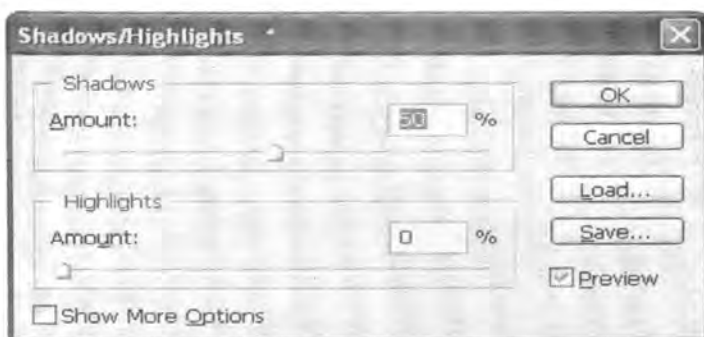 Shadows/Highlights
Shadows
Amount: 50 %
Highlights
Amount: 0 %
Show More Options
OK
Cancel
Load...
Save...
Preview